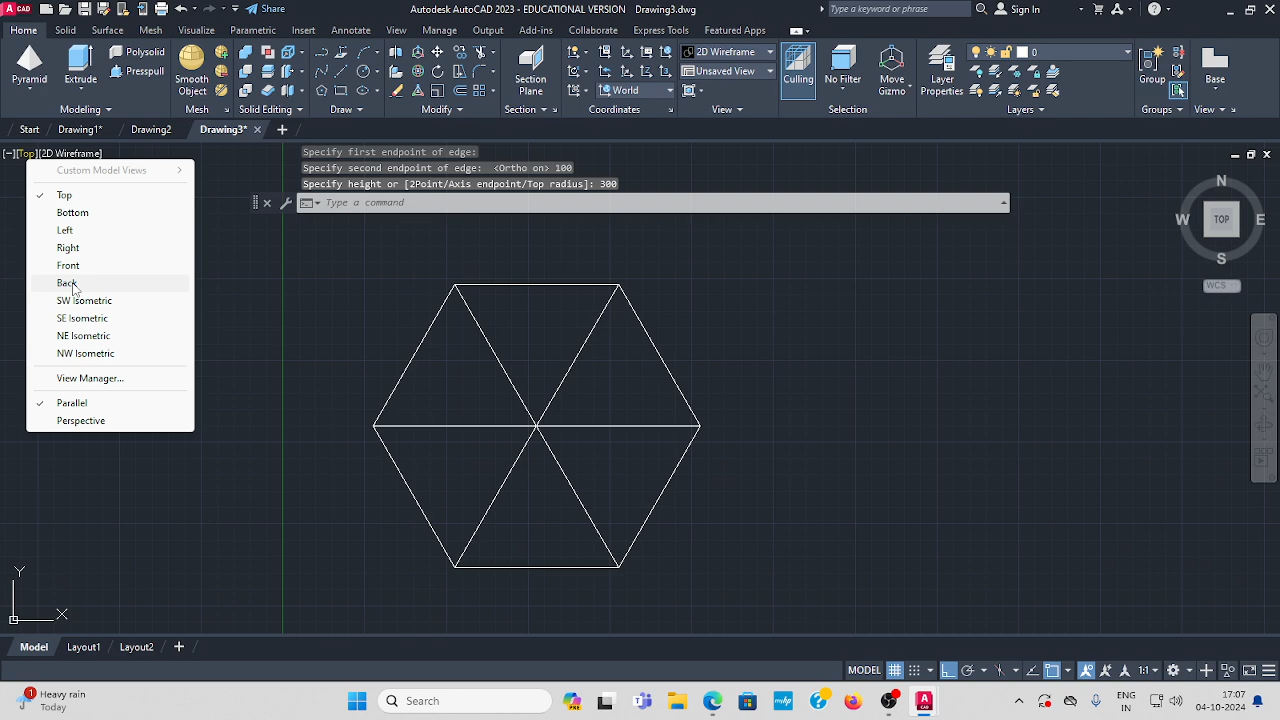 CAD Share Autodesk AutoCAD 2023 - EDUCATIONAL VERSION Drawing3.dwg Type a keyword or phrase Sign In
Home Solid Surface Mesh Visualize Parametric Insert Annotate View Manage Output Add-ins Collaborate Express Tools Featured Apps
Pyramid Extrude Polysolid Presspull Smooth Object Section Plane World 2D Wireframe Unsaved View Culling No Filter Move Gizmo Layer Properties 0 Group Base
Modeling Mesh Solid Editing Draw Modify Section Coordinates View Selection Layers Groups View
Start Drawing1* Drawing2 Drawing3*
[−][Top][2D Wireframe]
Specify first endpoint of edge:
Specify second endpoint of edge: <Ortho on> 100
Specify height or [2Point/Axis endpoint/Top radius]: 300
Type a command
Custom Model Views
Top
Bottom
Left
Right
Front
Back
SW Isometric
SE Isometric
NE Isometric
NW Isometric
View Manager...
Parallel
Perspective
N
W TOP E
S
WCS
Y
X
Model Layout1 Layout2
MODEL 1:1
1 Heavy rain
Today
Search
ENG
IN
17:07
04-10-2024